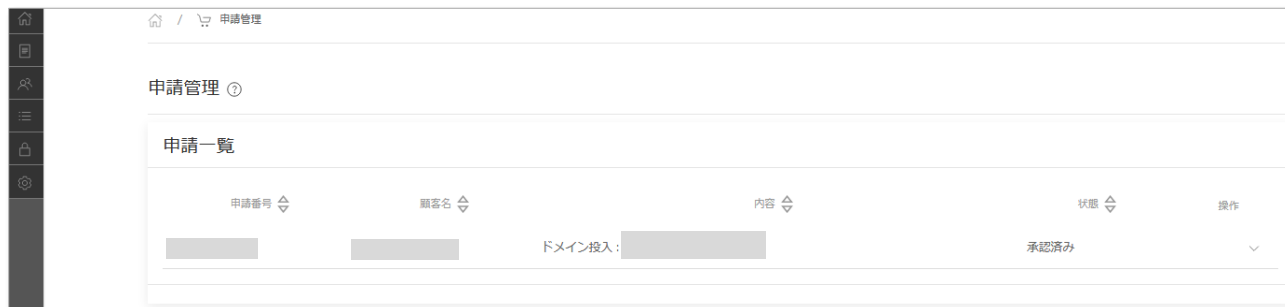 / 申請管理
申請管理 ?
申請一覧
申請番号 顧客名 内容 状態 操作
ドメイン投入 : 承認済み